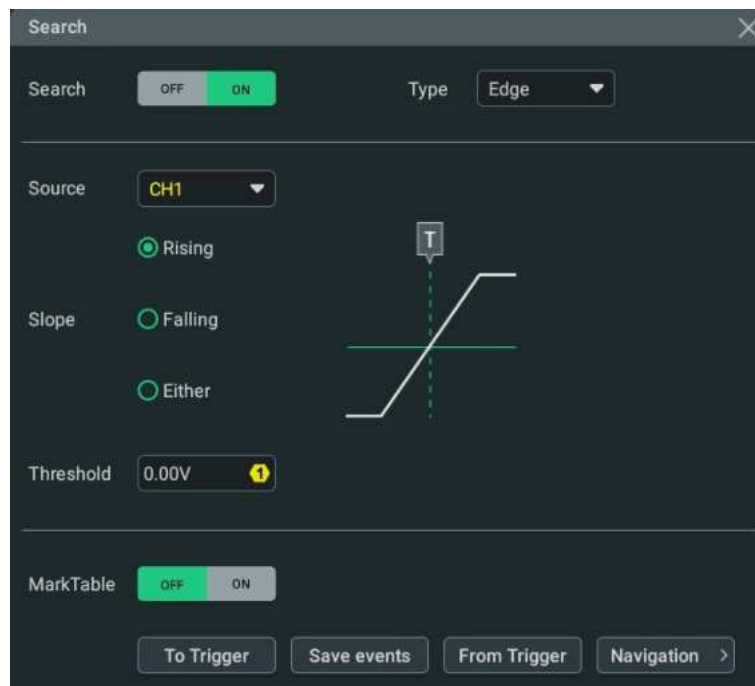 Search
Search OFF ON Type Edge
Source CH1
Rising
T
Slope Falling
Either
Threshold 0.00V 1
MarkTable OFF ON
To Trigger Save events From Trigger Navigation >